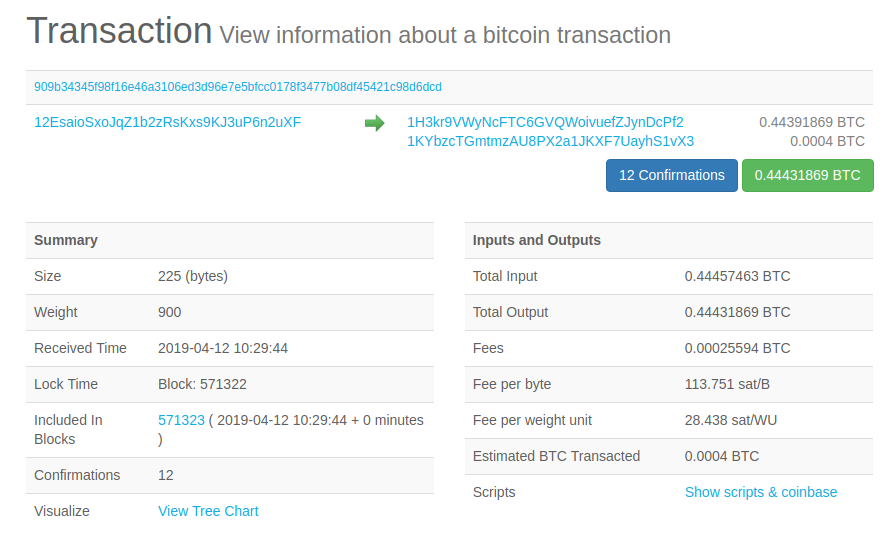 Transaction View information about a bitcoin transaction
909b34345f98f16e46a3106ed3d96e7e5bfcc0178f3477b08df45421c98d6dcd
12EsaioSxoJqZ1b2zRsKxs9KJ3uP6n2uXF
1H3kr9VWyNcFTC6GVQWoivuefZJynDcPf2 0.44391869 BTC
1KYbzcTGmtmzAU8PX2a1JKXF7UayhS1vX3 0.0004 BTC
12 Confirmations 0.44431869 BTC
Summary
Size 225 (bytes)
Weight 900
Received Time 2019-04-12 10:29:44
Lock Time Block: 571322
Included In 571323 ( 2019-04-12 10:29:44 + 0 minutes
Blocks )
Confirmations 12
Visualize View Tree Chart
Inputs and Outputs
Total Input 0.44457463 BTC
Total Output 0.44431869 BTC
Fees 0.00025594 BTC
Fee per byte 113.751 sat/B
Fee per weight unit 28.438 sat/WU
Estimated BTC Transacted 0.0004 BTC
Scripts Show scripts & coinbase